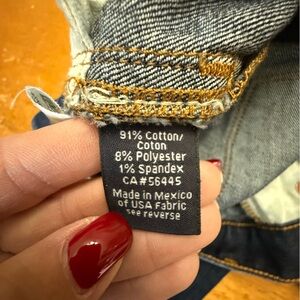 91% Cotton/
Coton
8% Polyester
1% Spandex
CA#56445
Made in Mexico
of USA Fabric
see reverse